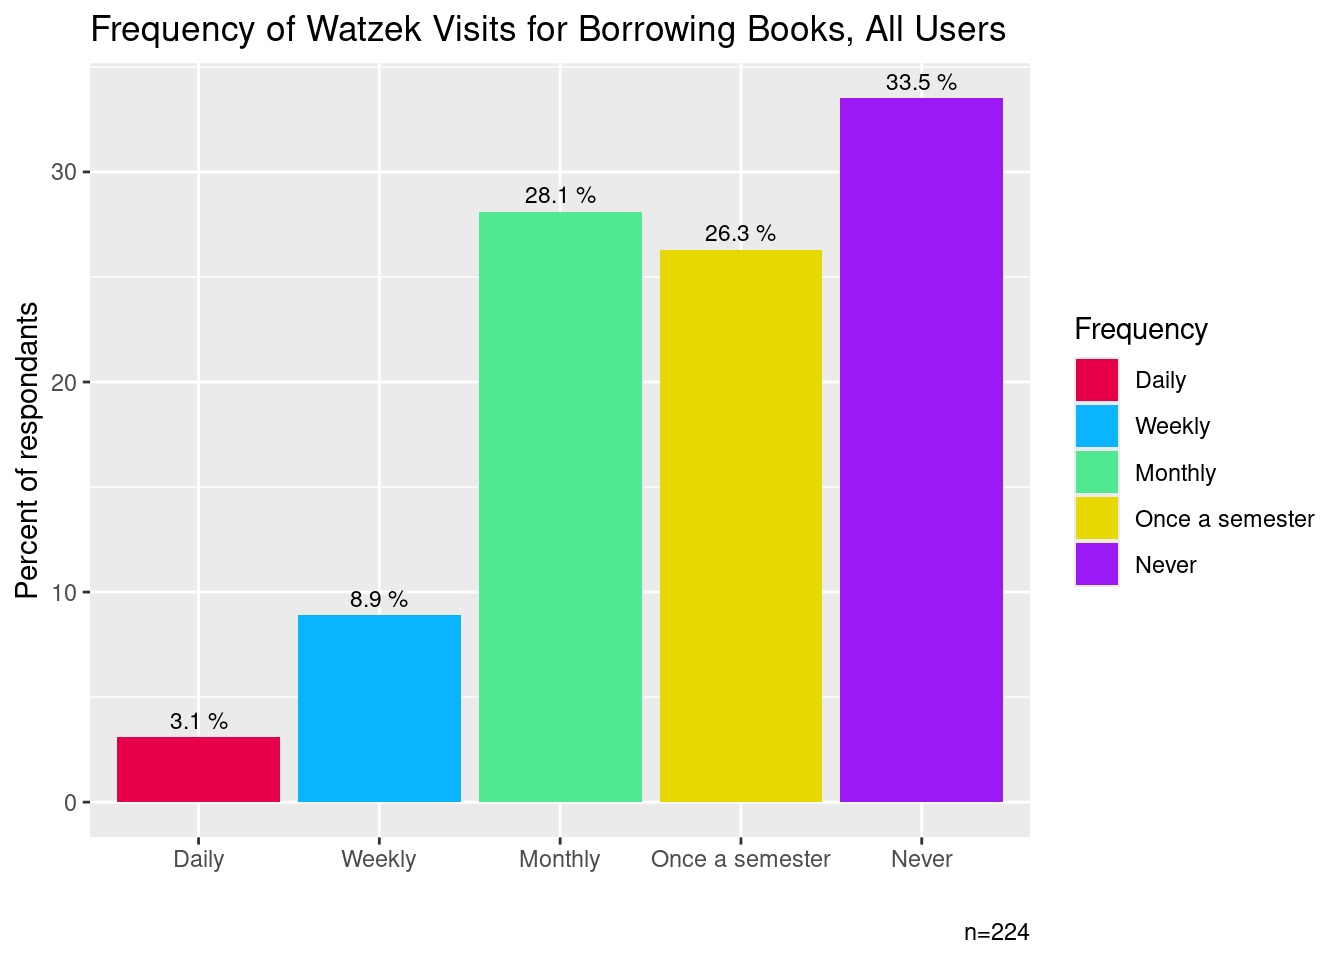 Frequency of Watzek Visits for Borrowing Books, All Users
33.5 %
28.1 %
26.3 %
8.9 %
3.1 %
30
20
10
0
Percent of respondants
Daily
Weekly
Monthly
Once a semester
Never
Frequency
Daily
Weekly
Monthly
Once a semester
Never
n=224